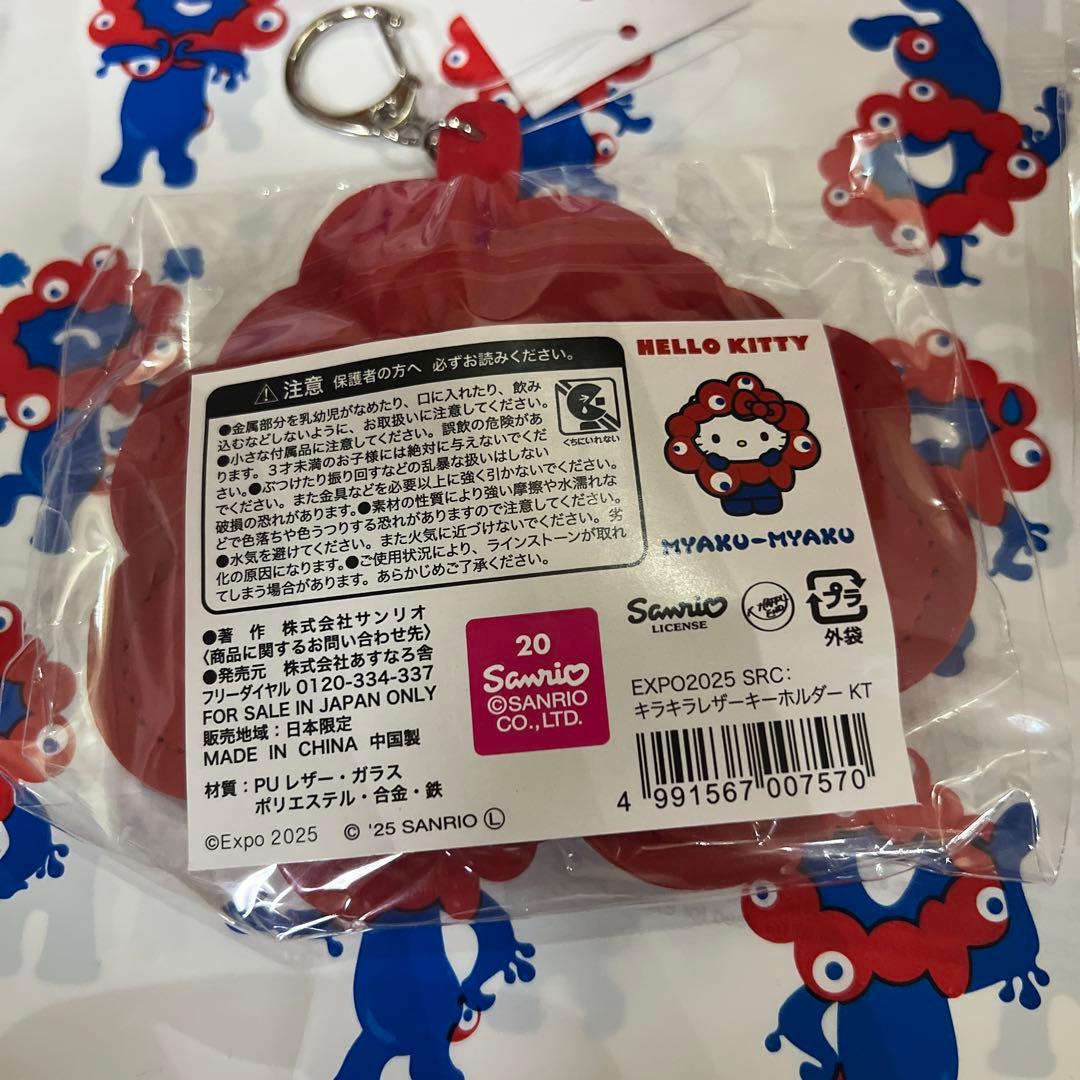 ⚠注意 保護者の方へ 必ずお読みください。
●金属部分を乳幼児がなめたり、口に入れたり、飲み
込むなどしないように、お取扱いに注意してください。
●小さな付属品に注意してください。誤飲の危険があ
ります。3才未満のお子様には絶対に与えないでくだ
さい。●ぶつけたり振り回すなどの乱暴な扱いはしない
でください。また金具などを必要以上に強く引かないでください。
破損の恐れがあります。●素材の性質により強い摩擦や水濡れな
どで色落ちや色うつりする恐れがありますので注意してください。
●水気を避けてください。また火気に近づけないでください。劣
化の原因になります。●ご使用状況により、ラインストーンが取れ
てしまう場合があります。あらかじめご了承ください。
くちにいれない
HELLO KITTY
MYAKU-MYAKU
●著 作 株式会社サンリオ
〈商品に関するお問い合わせ先〉
●発売元 株式会社あすなろ舎
フリーダイヤル 0120-334-337
FOR SALE IN JAPAN ONLY
販売地域:日本限定
MADE IN CHINA 中国製
材質:PUレザー・ガラス
ポリエステル・合金・鉄
©Expo 2025 © '25 SANRIO Ⓛ
20
Sanrio
©SANRIO
CO.,LTD.
Sanrio
LICENSE
HAPPY
END
プラ
外袋
EXPO2025 SRC:
キラキラレザーキーホルダー KT
4 991567 007570